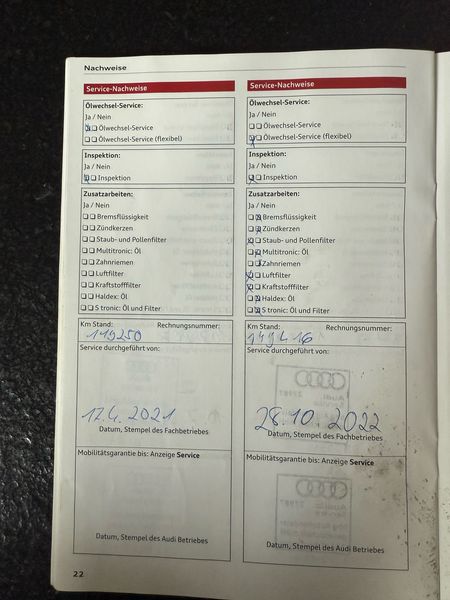 Nachweise
Service-Nachweise
Ölwechsel-Service:
Ja / Nein
Ölwechsel-Service
Ölwechsel-Service (flexibel)
Inspektion:
Ja / Nein
Inspektion
Zusatzarbeiten:
Ja / Nein
Bremsflüssigkeit
Zündkerzen
Staub- und Pollenfilter
Multitronic: Öl
Zahnriemen
Luftfilter
Kraftstofffilter
Haldex: Öl
S tronic: Öl und Filter
Km Stand: Rechnungsnummer:
119250
Service durchgeführt von:
17.4. 2021
Datum, Stempel des Fachbetriebes
Mobilitätsgarantie bis: Anzeige Service
Datum, Stempel des Audi Betriebes
22
Service-Nachweise
Ölwechsel-Service:
Ja / Nein
Ölwechsel-Service
Ölwechsel-Service (flexibel)
Inspektion:
Ja / Nein
Inspektion
Zusatzarbeiten:
Ja / Nein
Bremsflüssigkeit
Zündkerzen
Staub- und Pollenfilter
Multitronic: Öl
Zahnriemen
Luftfilter
Kraftstofffilter
Haldex: Öl
S tronic: Öl und Filter
Km Stand: Rechnungsnummer:
Service durchgeführt von:
28.10. 2022
Datum, Stempel des Fachbetriebes
Mobilitätsgarantie bis: Anzeige Service
Datum, Stempel des Audi Betriebes